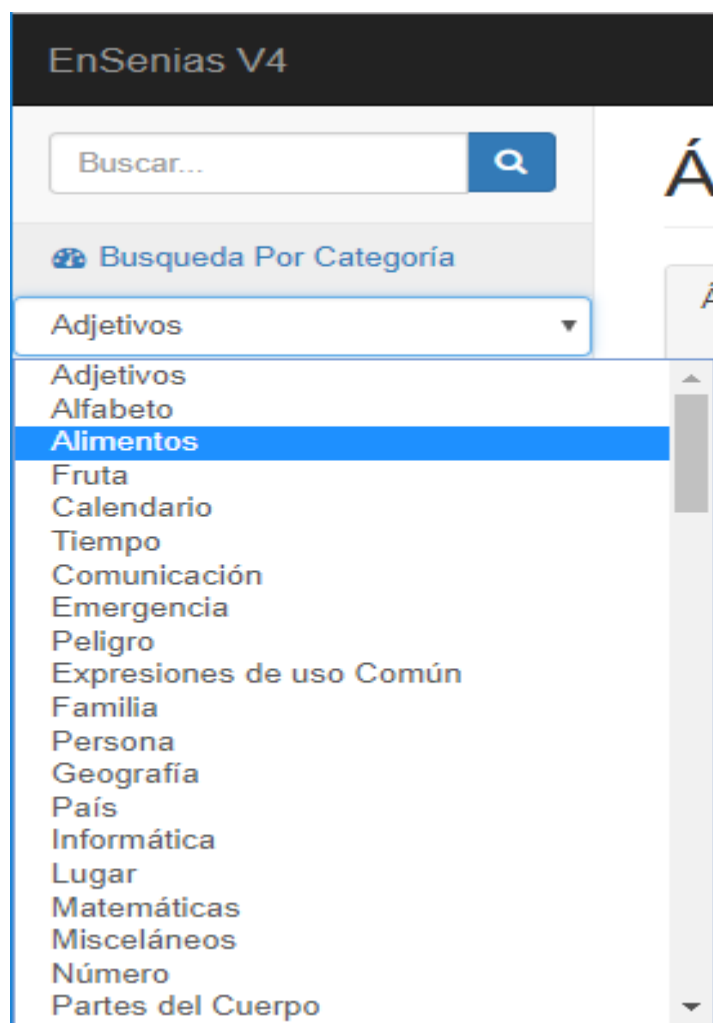 EnSenias V4
Buscar...
Á
Busqueda Por Categoría
Á
Adjetivos
Adjetivos
Alfabeto
Alimentos
Fruta
Calendario
Tiempo
Comunicación
Emergencia
Peligro
Expresiones de uso Común
Familia
Persona
Geografía
País
Informática
Lugar
Matemáticas
Misceláneos
Número
Partes del Cuerpo